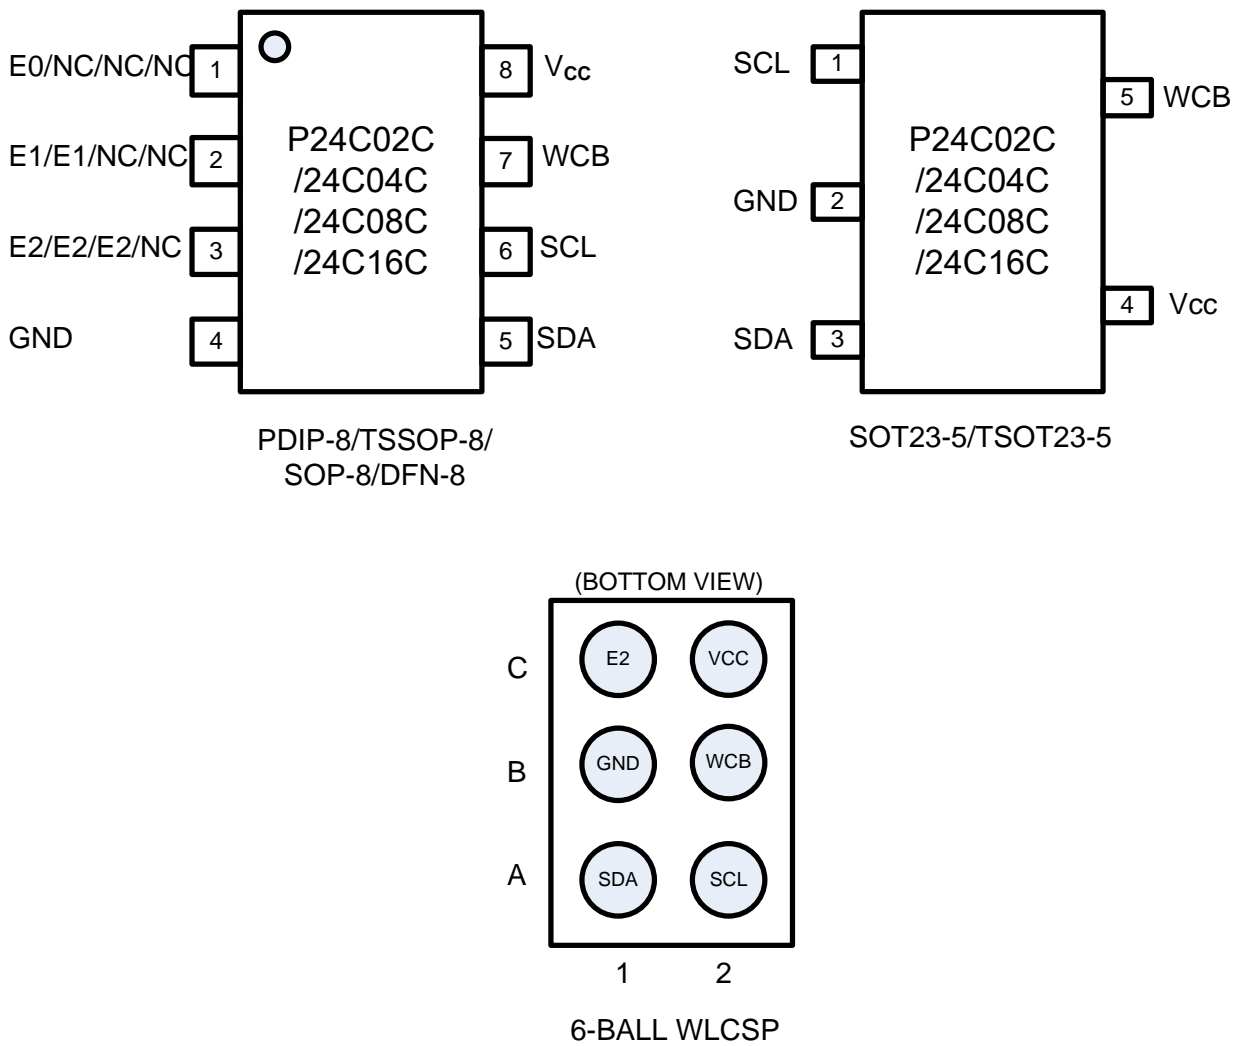 E0/NC/NC/NC 1
E1/E1/NC/NC 2
E2/E2/E2/NC 3
GND 4
P24C02C
/24C04C
/24C08C
/24C16C
8 Vcc
7 WCB
6 SCL
5 SDA
PDIP-8/TSSOP-8/
SOP-8/DFN-8
SCL 1
GND 2
SDA 3
P24C02C
/24C04C
/24C08C
/24C16C
5 WCB
4 Vcc
SOT23-5/TSOT23-5
(BOTTOM VIEW)
C E2 VCC
B GND WCB
A SDA SCL
1 2
6-BALL WLCSP